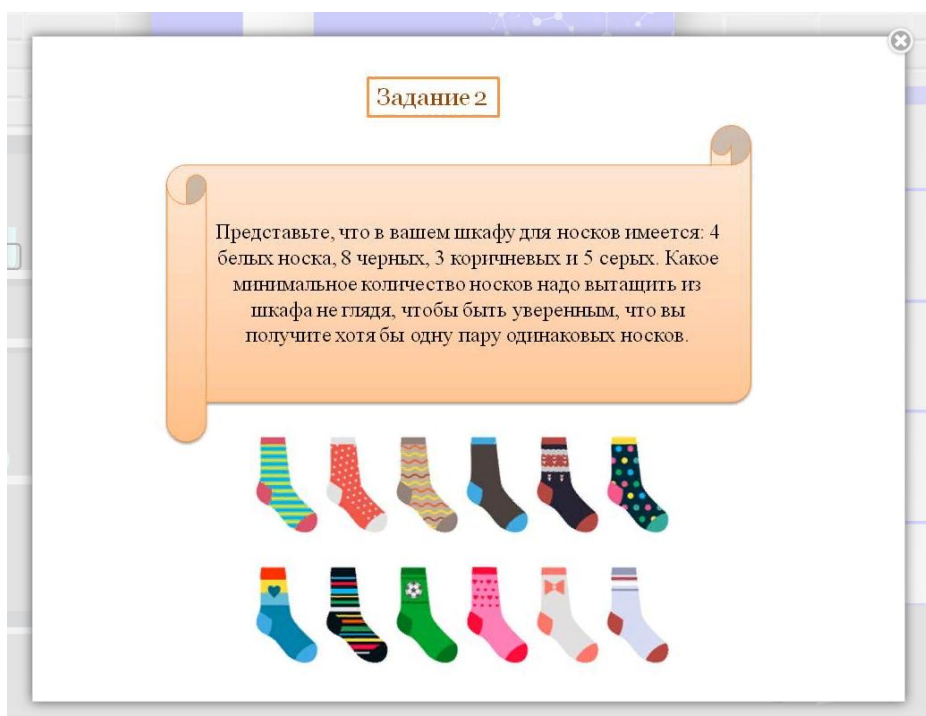 Задание 2
Представьте, что в вашем шкафу для носков имеется: 4
белых носка, 8 черных, 3 коричневых и 5 серых. Какое
минимальное количество носков надо вытащить из
шкафа не глядя, чтобы быть уверенным, что вы
получите хотя бы одну пару одинаковых носков.